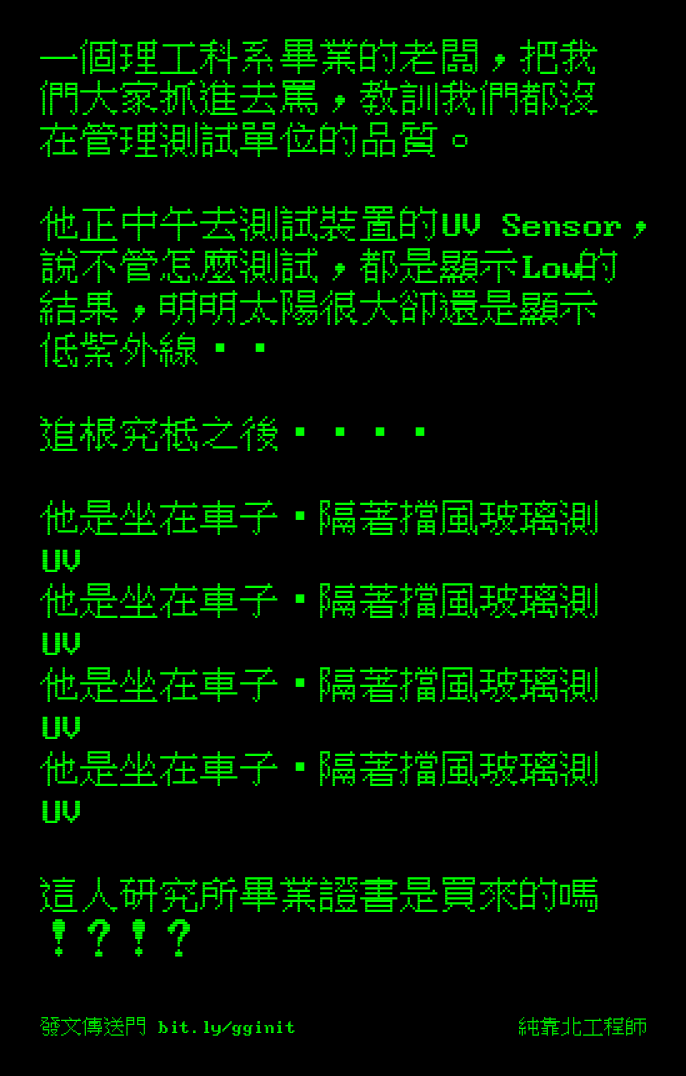 一個理工科系畢業的老闆，把我
們大家抓進去罵，教訓我們都沒
在管理測試單位的品質。
他正中午去測試裝置的UV Sensor，
說不管怎麼測試，都是顯示Low的
結果，明明太陽很大卻還是顯示
低紫外線··
追根究柢之後····
他是坐在車子·隔著擋風玻璃測
UV
他是坐在車子·隔著擋風玻璃測
UV
他是坐在車子·隔著擋風玻璃測
UV
他是坐在車子·隔著擋風玻璃測
UV
這人研究所畢業證書是買來的嗎
！？！？
發文傳送門 bit.ly/gginit
純靠北工程師